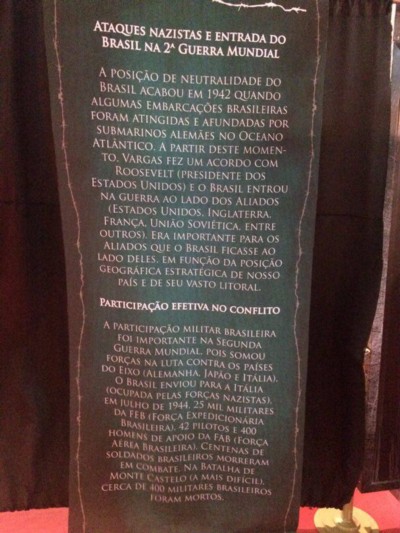 ATAQUES NAZISTAS E ENTRADA DO
BRASIL NA 2ª GUERRA MUNDIAL
A POSIÇÃO DE NEUTRALIDADE DO
BRASIL ACABOU EM 1942 QUANDO
ALGUMAS EMBARCAÇÕES BRASILEIRAS
FORAM ATINGIDAS E AFUNDADAS POR
SUBMARINOS ALEMÃES NO OCEANO
ATLÂNTICO. A PARTIR DESTE MOMEN-
TO, VARGAS FEZ UM ACORDO COM
ROOSEVELT (PRESIDENTE DOS
ESTADOS UNIDOS) E O BRASIL ENTROU
NA GUERRA AO LADO DOS ALIADOS
(ESTADOS UNIDOS, INGLATERRA,
FRANÇA, UNIÃO SOVIÉTICA, ENTRE
OUTROS). ERA IMPORTANTE PARA OS
ALIADOS QUE O BRASIL FICASSE AO
LADO DELES, EM FUNÇÃO DA POSIÇÃO
GEOGRÁFICA ESTRATÉGICA DE NOSSO
PAÍS E DE SEU VASTO LITORAL.
PARTICIPAÇÃO EFETIVA NO CONFLITO
A PARTICIPAÇÃO MILITAR BRASILEIRA
FOI IMPORTANTE NA SEGUNDA
GUERRA MUNDIAL, POIS SOMOU
FORÇAS NA LUTA CONTRA OS PAÍSES
DO EIXO (ALEMANHA, JAPÃO E ITÁLIA).
O BRASIL ENVIOU PARA A ITÁLIA
(OCUPADA PELAS FORÇAS NAZISTAS),
EM JULHO DE 1944, 25 MIL MILITARES
DA FEB (FORÇA EXPEDICIONÁRIA
BRASILEIRA), 42 PILOTOS E 400
HOMENS DE APOIO DA FAB (FORÇA
AÉREA BRASILEIRA). CENTENAS DE
SOLDADOS BRASILEIROS MORRERAM
EM COMBATE. NA BATALHA DE
MONTE CASTELO (A MAIS DIFÍCIL),
CERCA DE 400 MILITARES BRASILEIROS
FORAM MORTOS.